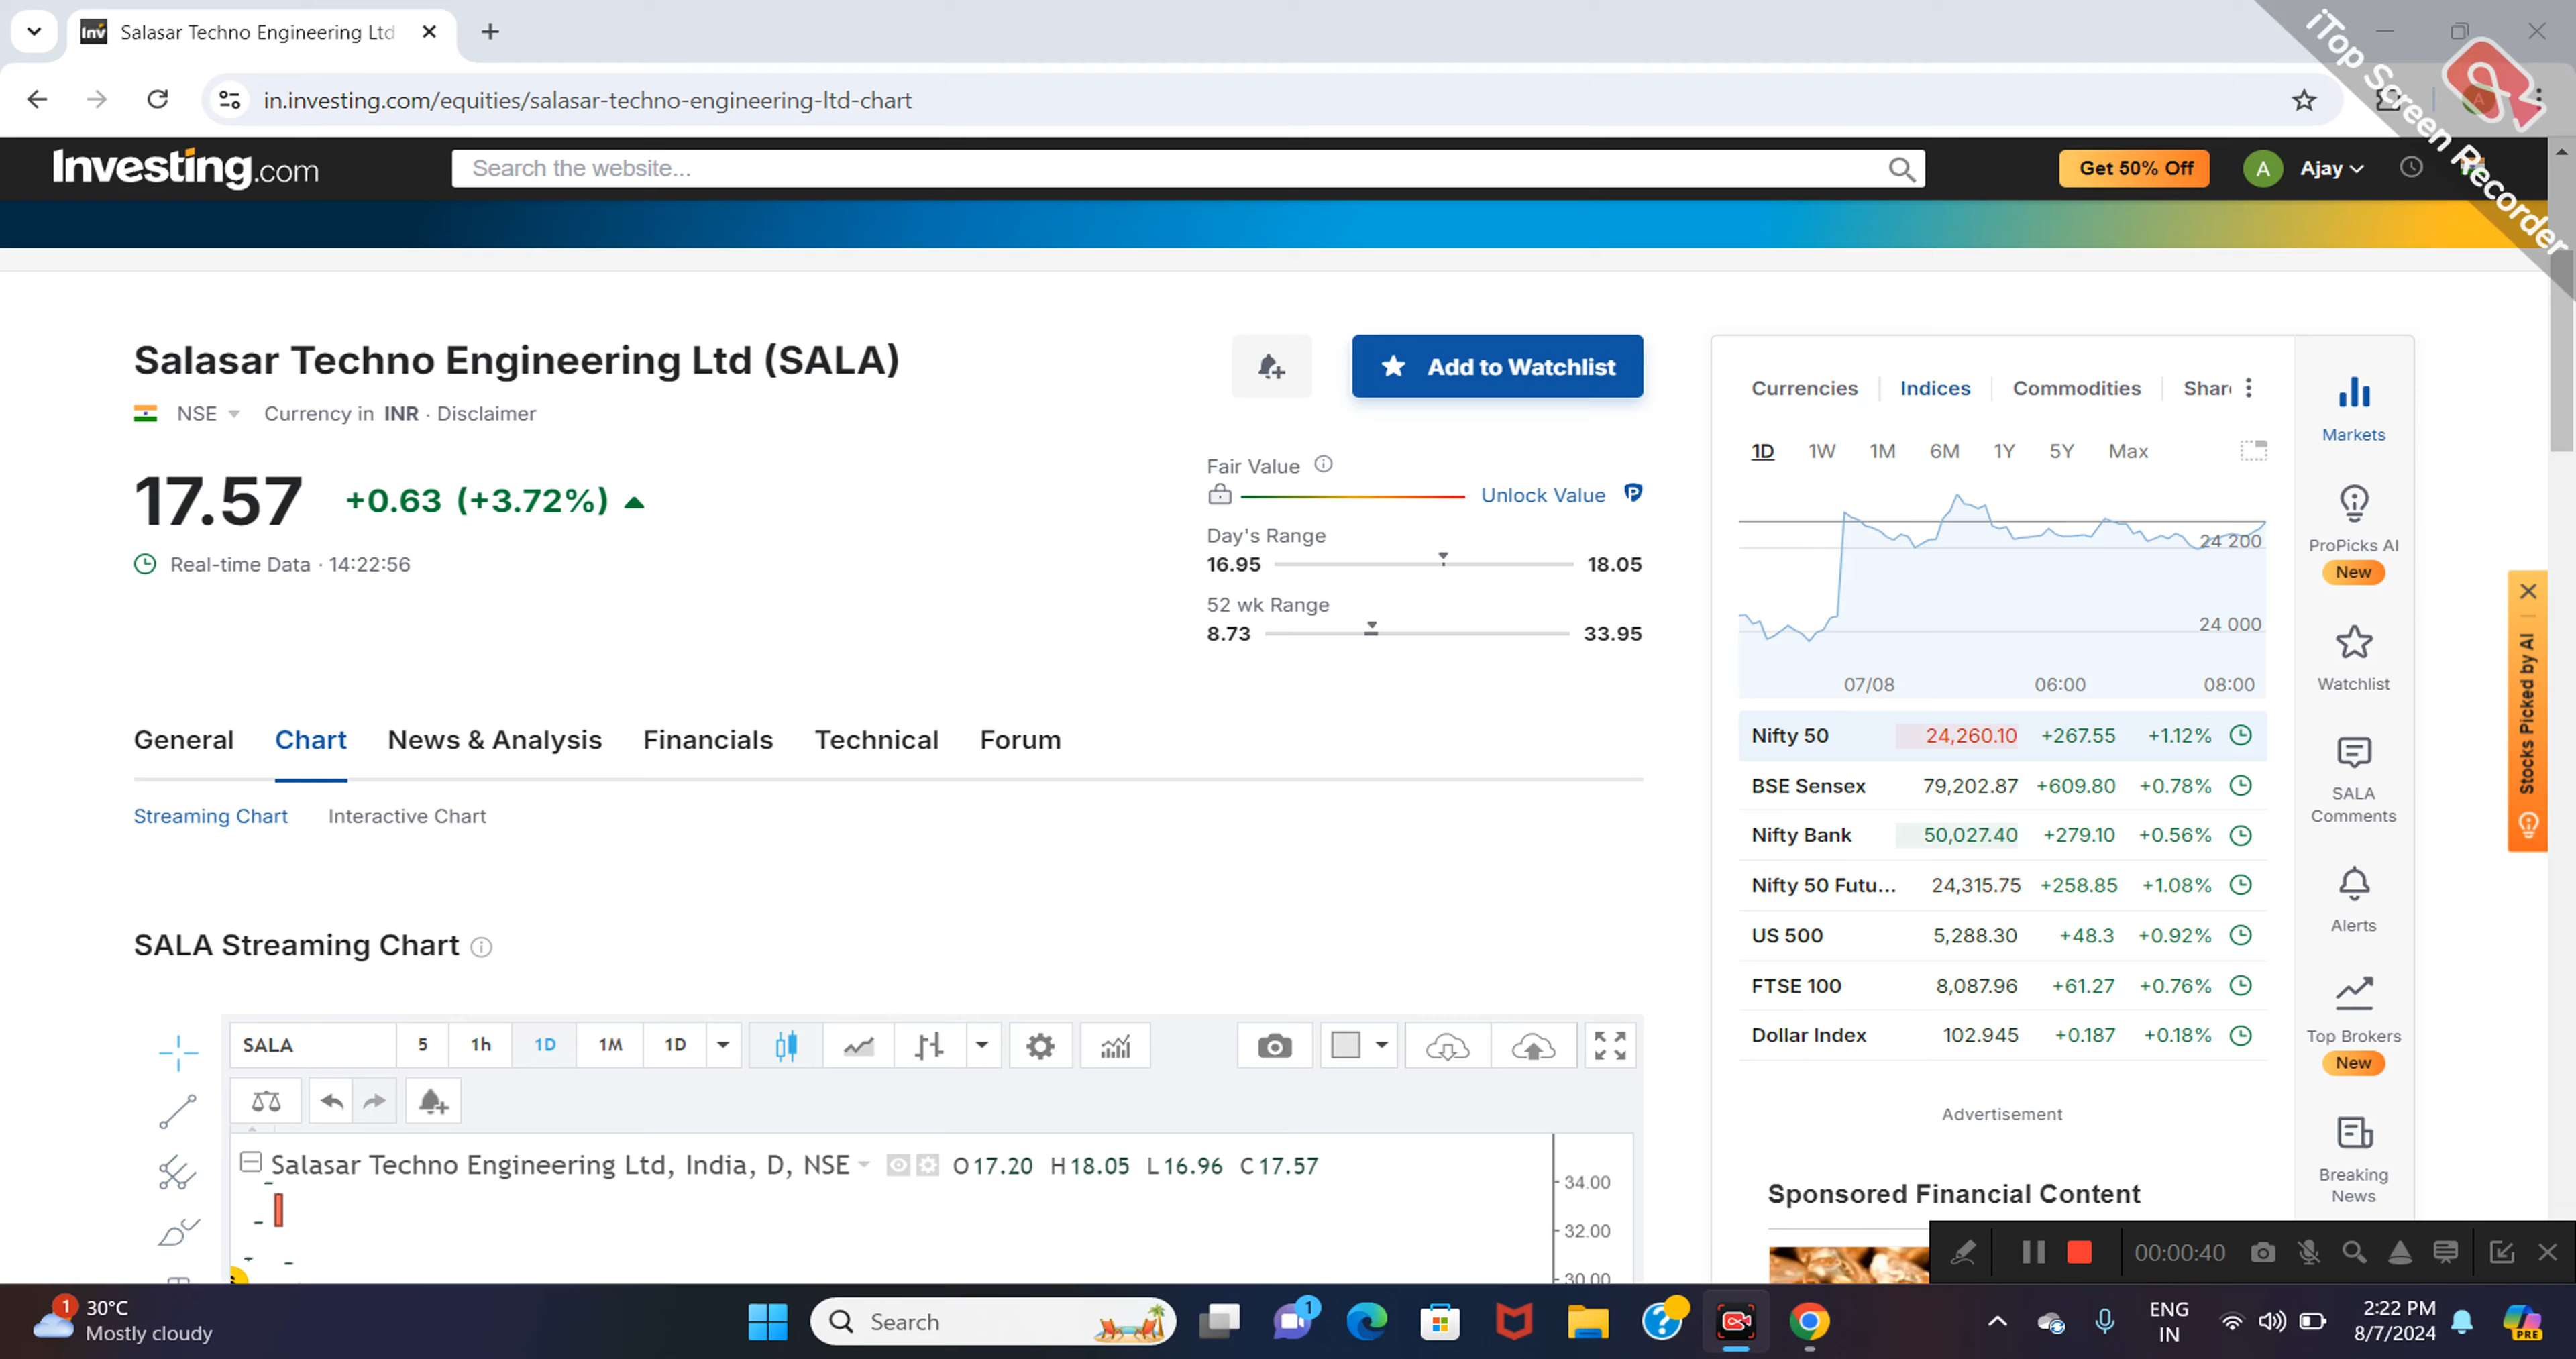 Salasar Techno Engineering Ltd
in.investing.com/equities/salasar-techno-engineering-ltd-chart
iTop Screen Recorder
Investing.com
Search the website...
Get 50% Off
A
Ajay
Salasar Techno Engineering Ltd (SALA)
NSE Currency in INR · Disclaimer
17.57 +0.63 (+3.72%)
Real-time Data · 14:22:56
Add to Watchlist
Fair Value
Unlock Value
Day's Range
16.95 18.05
52 wk Range
8.73 33.95
General Chart News & Analysis Financials Technical Forum
Streaming Chart Interactive Chart
SALA Streaming Chart
SALA 5 1h 1D 1M 1D
Salasar Techno Engineering Ltd, India, D, NSE O17.20 H18.05 L16.96 C17.57
34.00
32.00
30.00
Currencies Indices Commodities Shar
1D 1W 1M 6M 1Y 5Y Max
24 200
24 000
07/08 06:00 08:00
Nifty 50 24,260.10 +267.55 +1.12%
BSE Sensex 79,202.87 +609.80 +0.78%
Nifty Bank 50,027.40 +279.10 +0.56%
Nifty 50 Futu... 24,315.75 +258.85 +1.08%
US 500 5,288.30 +48.3 +0.92%
FTSE 100 8,087.96 +61.27 +0.76%
Dollar Index 102.945 +0.187 +0.18%
Advertisement
Sponsored Financial Content
Markets
ProPicks AI
New
Watchlist
SALA
Comments
Alerts
Top Brokers
New
Breaking
News
Stocks Picked by AI
00:00:40
1
30°C
Mostly cloudy
Search
1
ENG
IN
2:22 PM
8/7/2024
PRE